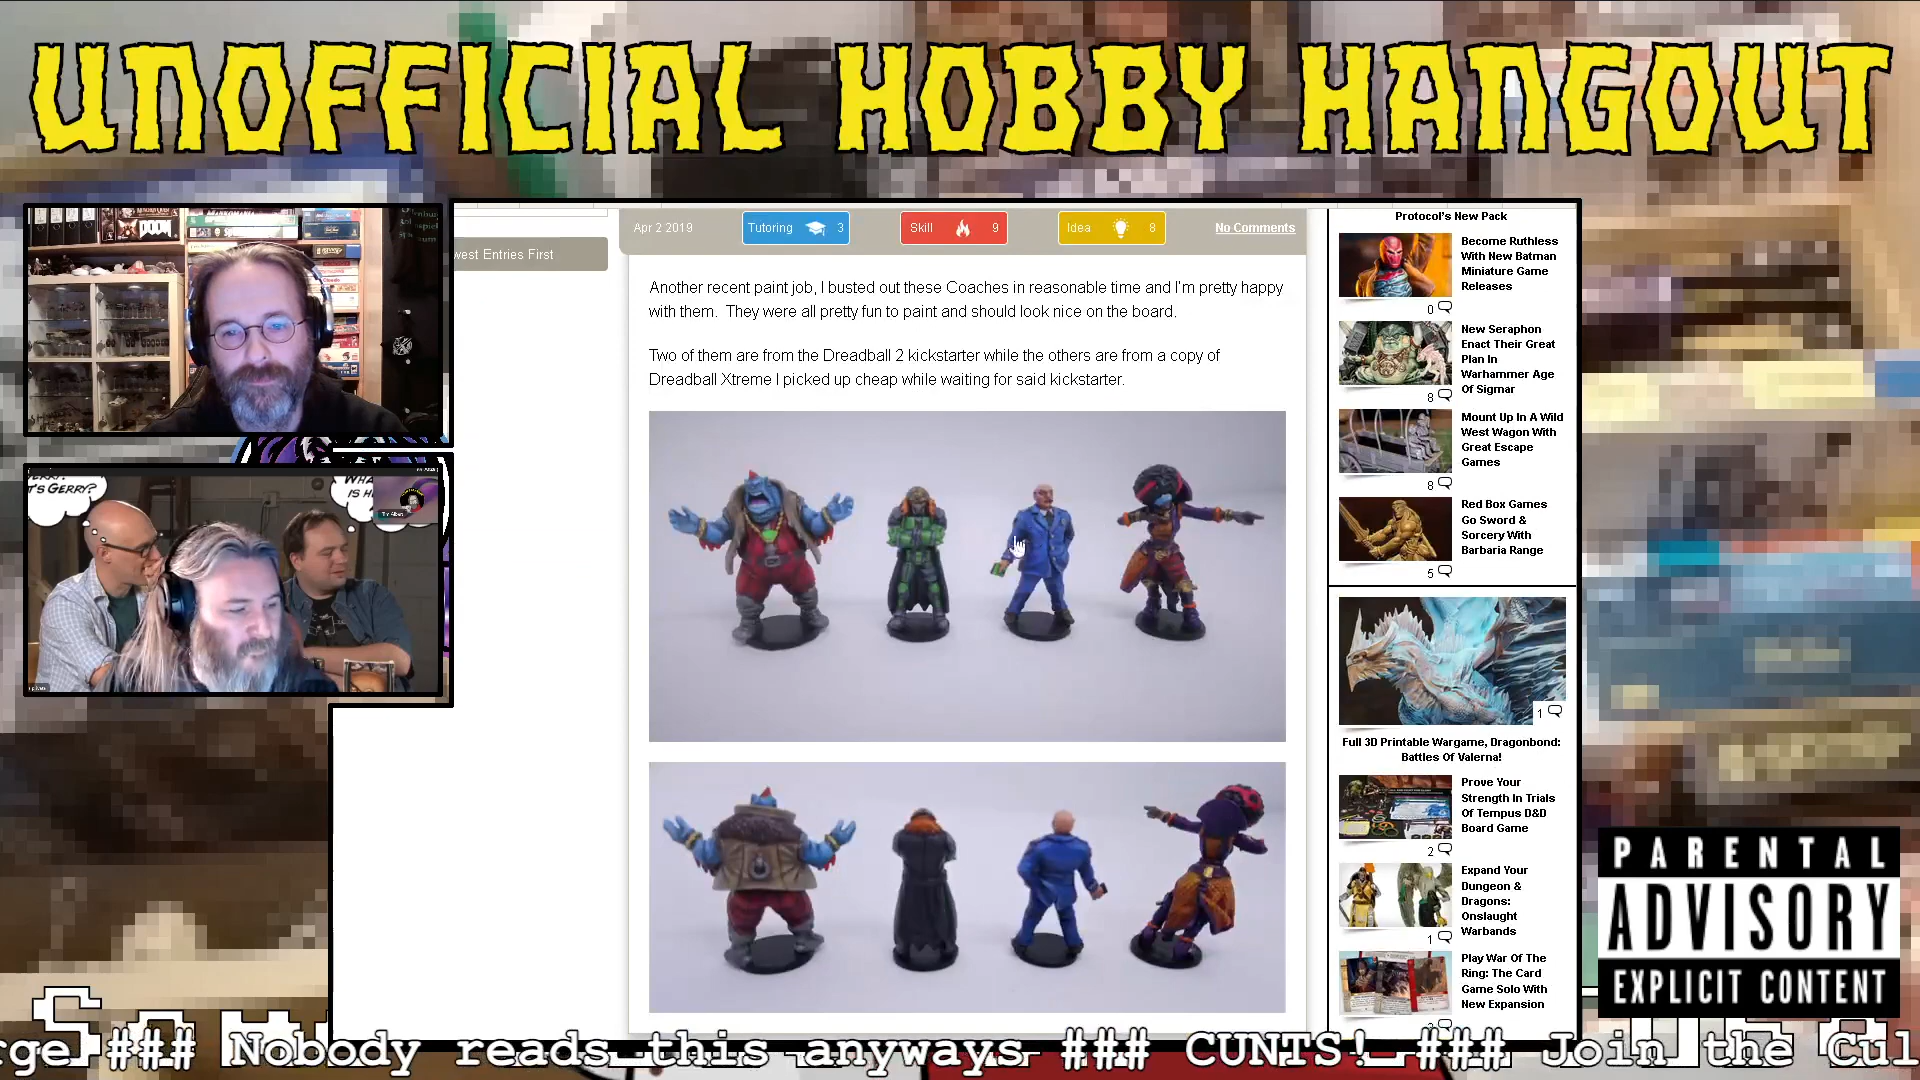 UNOFFICIAL HOBBY HANGOUT
DOOM
T'S GERRY?
WHA
IS H
Tim Albers
west Entries First
Apr 2 2019
Tutoring 3
Skill 9
Idea 8
No Comments
Another recent paint job, I busted out these Coaches in reasonable time and I'm pretty happy
with them. They were all pretty fun to paint and should look nice on the board.
Two of them are from the Dreadball 2 kickstarter while the others are from a copy of
Dreadball Xtreme I picked up cheap while waiting for said kickstarter.
Protocol's New Pack
Become Ruthless
With New Batman
Miniature Game
Releases
0
New Seraphon
Enact Their Great
Plan In
Warhammer Age
Of Sigmar
8
Mount Up In A Wild
West Wagon With
Great Escape
Games
8
Red Box Games
Go Sword &
Sorcery With
Barbaria Range
5
1
Full 3D Printable Wargame, Dragonbond:
Battles Of Valerna!
Prove Your
Strength In Trials
Of Tempus D&D
Board Game
2
Expand Your
Dungeon &
Dragons:
Onslaught
Warbands
1
Play War Of The
Ring: The Card
Game Solo With
New Expansion
PARENTAL
ADVISORY
EXPLICIT CONTENT
rge ### Nobody reads this anyways ### CUNTS! ### Join the Cul